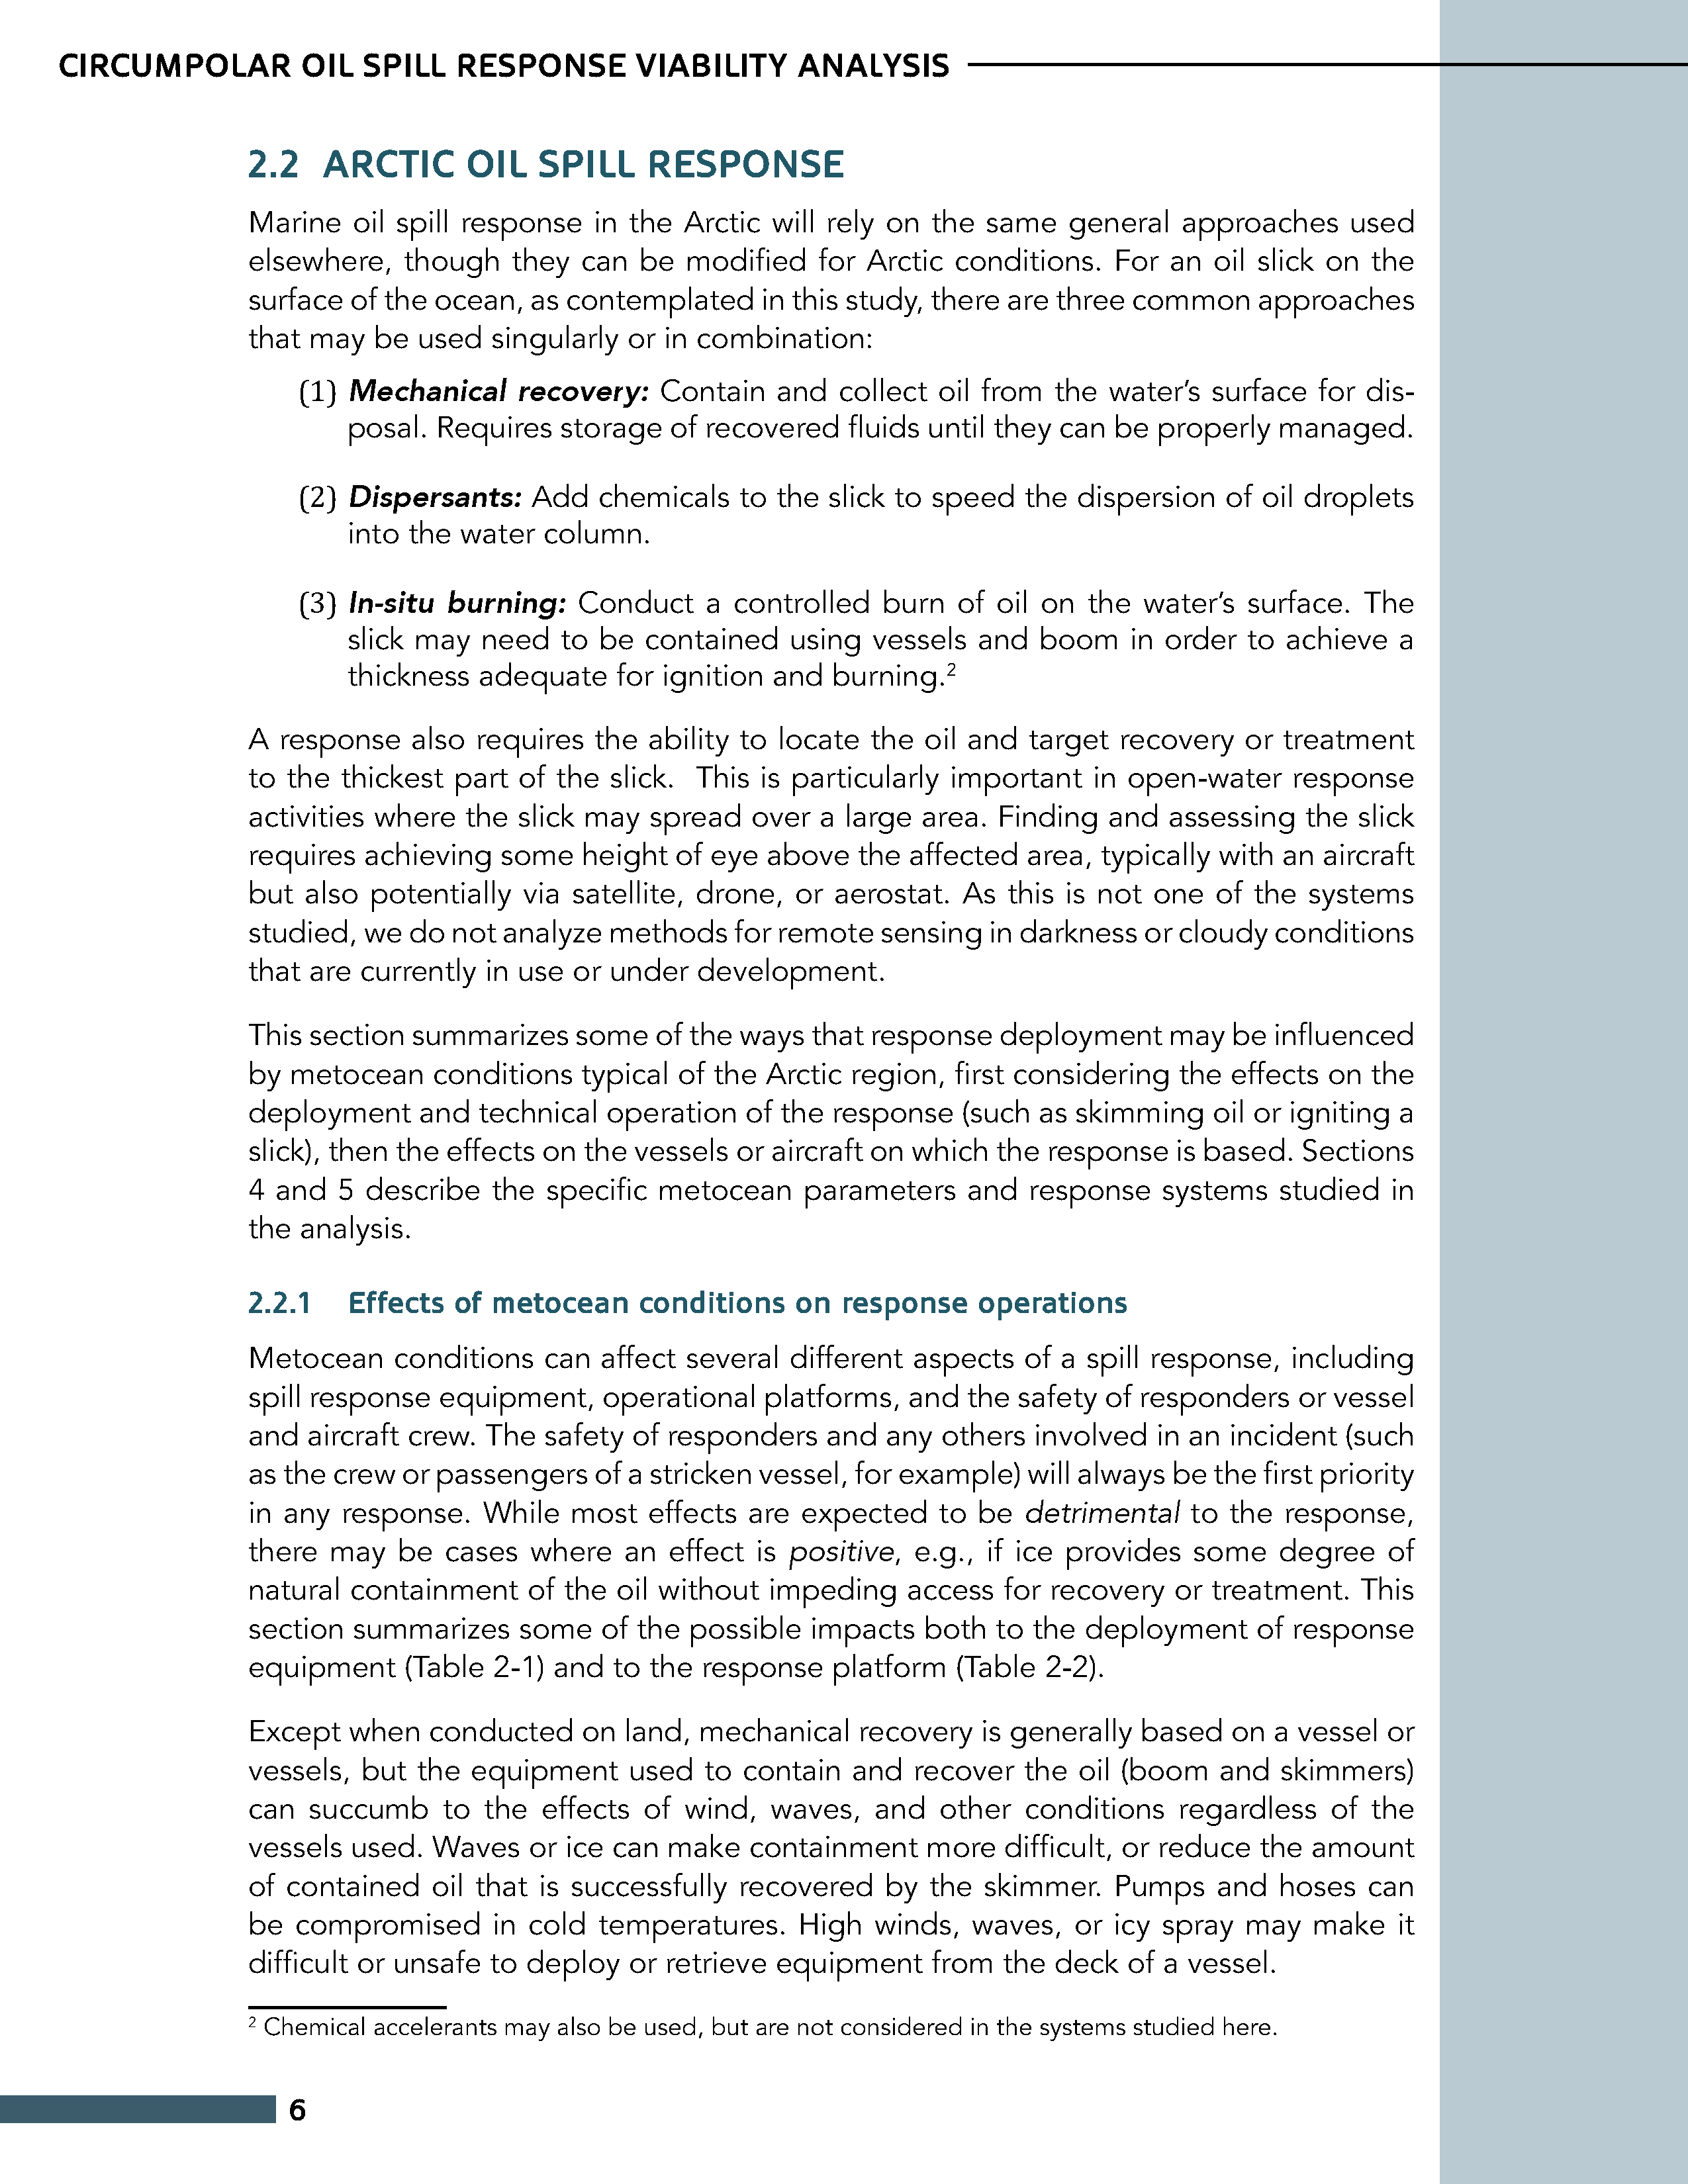 CIRCUMPOLAR OIL SPILL RESPONSE VIABILITY ANALYSIS
2.2 ARCTIC OIL SPILL RESPONSE
Marine oil spill response in the Arctic will rely on the same general approaches used
elsewhere, though they can be modified for Arctic conditions. For an oil slick on the
surface of the ocean, as contemplated in this study, there are three common approaches
that may be used singularly or in combination:
(1) Mechanical recovery: Contain and collect oil from the water’s surface for dis-
posal. Requires storage of recovered fluids until they can be properly managed.
(2) Dispersants: Add chemicals to the slick to speed the dispersion of oil droplets
into the water column.
(3) In-situ burning: Conduct a controlled burn of oil on the water’s surface. The
slick may need to be contained using vessels and boom in order to achieve a
thickness adequate for ignition and burning.2
A response also requires the ability to locate the oil and target recovery or treatment
to the thickest part of the slick. This is particularly important in open-water response
activities where the slick may spread over a large area. Finding and assessing the slick
requires achieving some height of eye above the affected area, typically with an aircraft
but also potentially via satellite, drone, or aerostat. As this is not one of the systems
studied, we do not analyze methods for remote sensing in darkness or cloudy conditions
that are currently in use or under development.
This section summarizes some of the ways that response deployment may be influenced
by metocean conditions typical of the Arctic region, first considering the effects on the
deployment and technical operation of the response (such as skimming oil or igniting a
slick), then the effects on the vessels or aircraft on which the response is based. Sections
4 and 5 describe the specific metocean parameters and response systems studied in
the analysis.
2.2.1 Effects of metocean conditions on response operations
Metocean conditions can affect several different aspects of a spill response, including
spill response equipment, operational platforms, and the safety of responders or vessel
and aircraft crew. The safety of responders and any others involved in an incident (such
as the crew or passengers of a stricken vessel, for example) will always be the first priority
in any response. While most effects are expected to be detrimental to the response,
there may be cases where an effect is positive, e.g., if ice provides some degree of
natural containment of the oil without impeding access for recovery or treatment. This
section summarizes some of the possible impacts both to the deployment of response
equipment (Table 2-1) and to the response platform (Table 2-2).
Except when conducted on land, mechanical recovery is generally based on a vessel or
vessels, but the equipment used to contain and recover the oil (boom and skimmers)
can succumb to the effects of wind, waves, and other conditions regardless of the
vessels used. Waves or ice can make containment more difficult, or reduce the amount
of contained oil that is successfully recovered by the skimmer. Pumps and hoses can
be compromised in cold temperatures. High winds, waves, or icy spray may make it
difficult or unsafe to deploy or retrieve equipment from the deck of a vessel.
2 Chemical accelerants may also be used, but are not considered in the systems studied here.
6